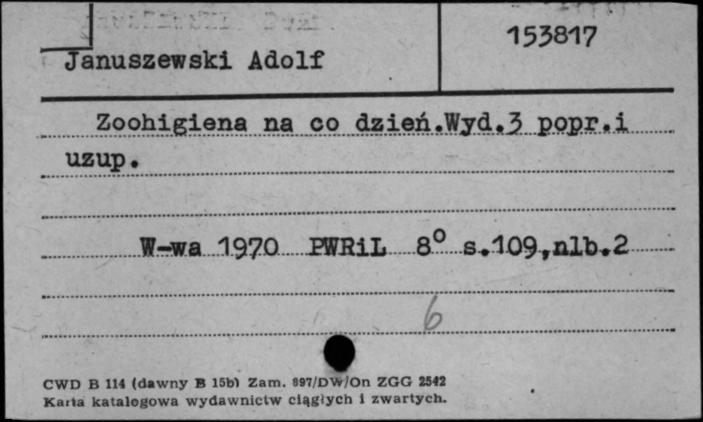 153817
Januszewski Adolf
Zoohigiena na co dzień.Wyd.3 popr.i
uzup.
W-wa 1970 PWRiL 8° s.109,nlb.2
6
CWD B 114 (dawny B 15b) Zam. 897/DW/On ZGG 2542
Karta katalogowa wydawnictw ciągłych i zwartych.